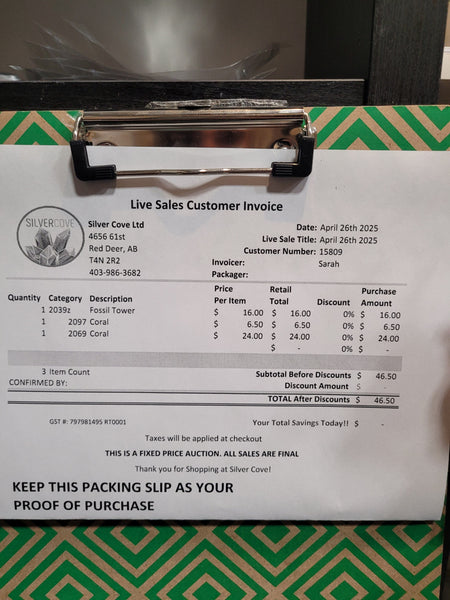 Live Sales Customer Invoice
SILVERCOVE
Silver Cove Ltd
4656 61st
Red Deer, AB
T4N 2R2
403-986-3682
Date: April 26th 2025
Live Sale Title: April 26th 2025
Customer Number: 15809
Invoicer: Sarah
Packager:
Quantity Category Description Price Per Item Retail Total Discount Purchase Amount
1 2039z Fossil Tower $ 16.00 $ 16.00 0% $ 16.00
1 2097 Coral $ 6.50 $ 6.50 0% $ 6.50
1 2069 Coral $ 24.00 $ 24.00 0% $ 24.00
$ - 0% $ -
3 Item Count Subtotal Before Discounts $ 46.50
CONFIRMED BY: Discount Amount $ -
TOTAL After Discounts $ 46.50
GST #: 797981495 RT0001 Your Total Savings Today!! $ -
Taxes will be applied at checkout
THIS IS A FIXED PRICE AUCTION. ALL SALES ARE FINAL
Thank you for Shopping at Silver Cove!
KEEP THIS PACKING SLIP AS YOUR
PROOF OF PURCHASE